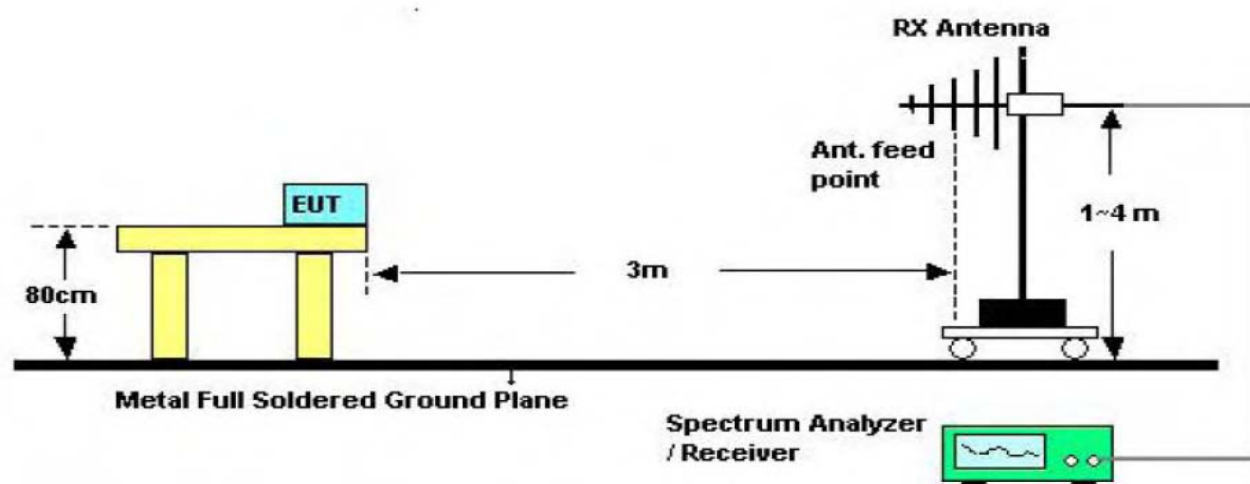 RX Antenna
Ant. feed
point
EUT
1~4 m
3m
80cm
Metal Full Soldered Ground Plane
Spectrum Analyzer
/ Receiver